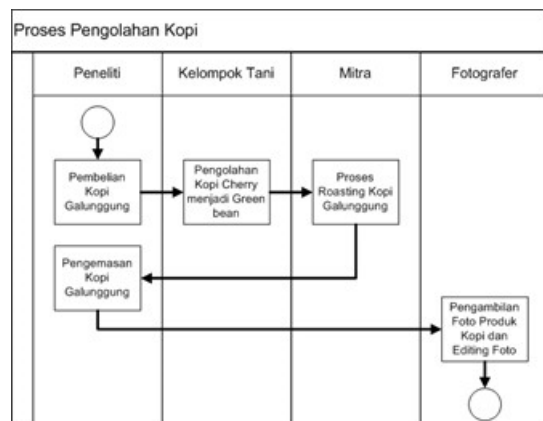 Proses Pengolahan Kopi
Peneliti
Kelompok Tani
Mitra
Fotografer
Pembelian
Kopi
Galunggung
Pengolahan
Kopi Cherry
menjadi Green
bean
Proses
Roasting Kopi
Galunggung
Pengemasan
Kopi
Galunggung
Pengambilan
Foto Produk
Kopi dan
Editing Foto